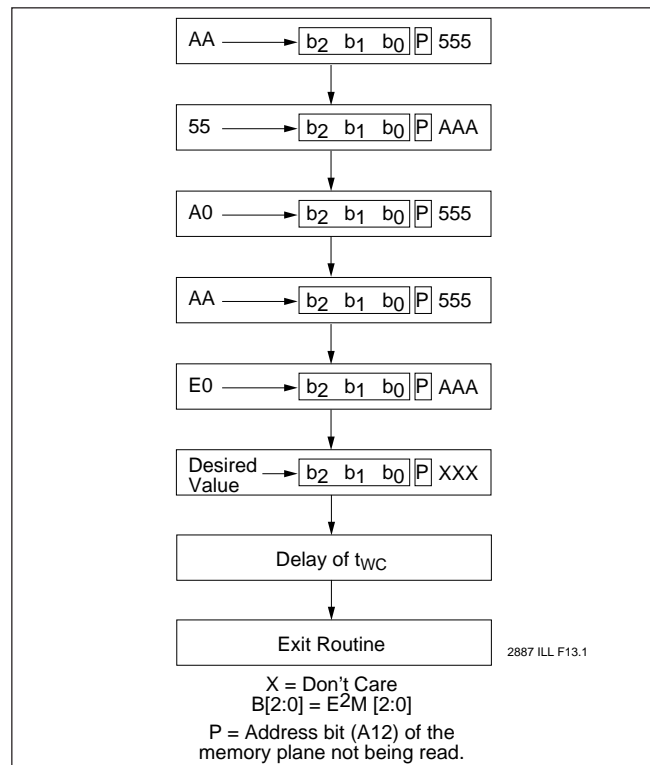 AA b2 b1 b0 P 555
55 b2 b1 b0 P AAA
A0 b2 b1 b0 P 555
AA b2 b1 b0 P 555
E0 b2 b1 b0 P AAA
Desired
Value b2 b1 b0 P XXX
Delay of tWC
Exit Routine
2887 ILL F13.1
X = Don't Care
B[2:0] = E2M [2:0]
P = Address bit (A12) of the
memory plane not being read.